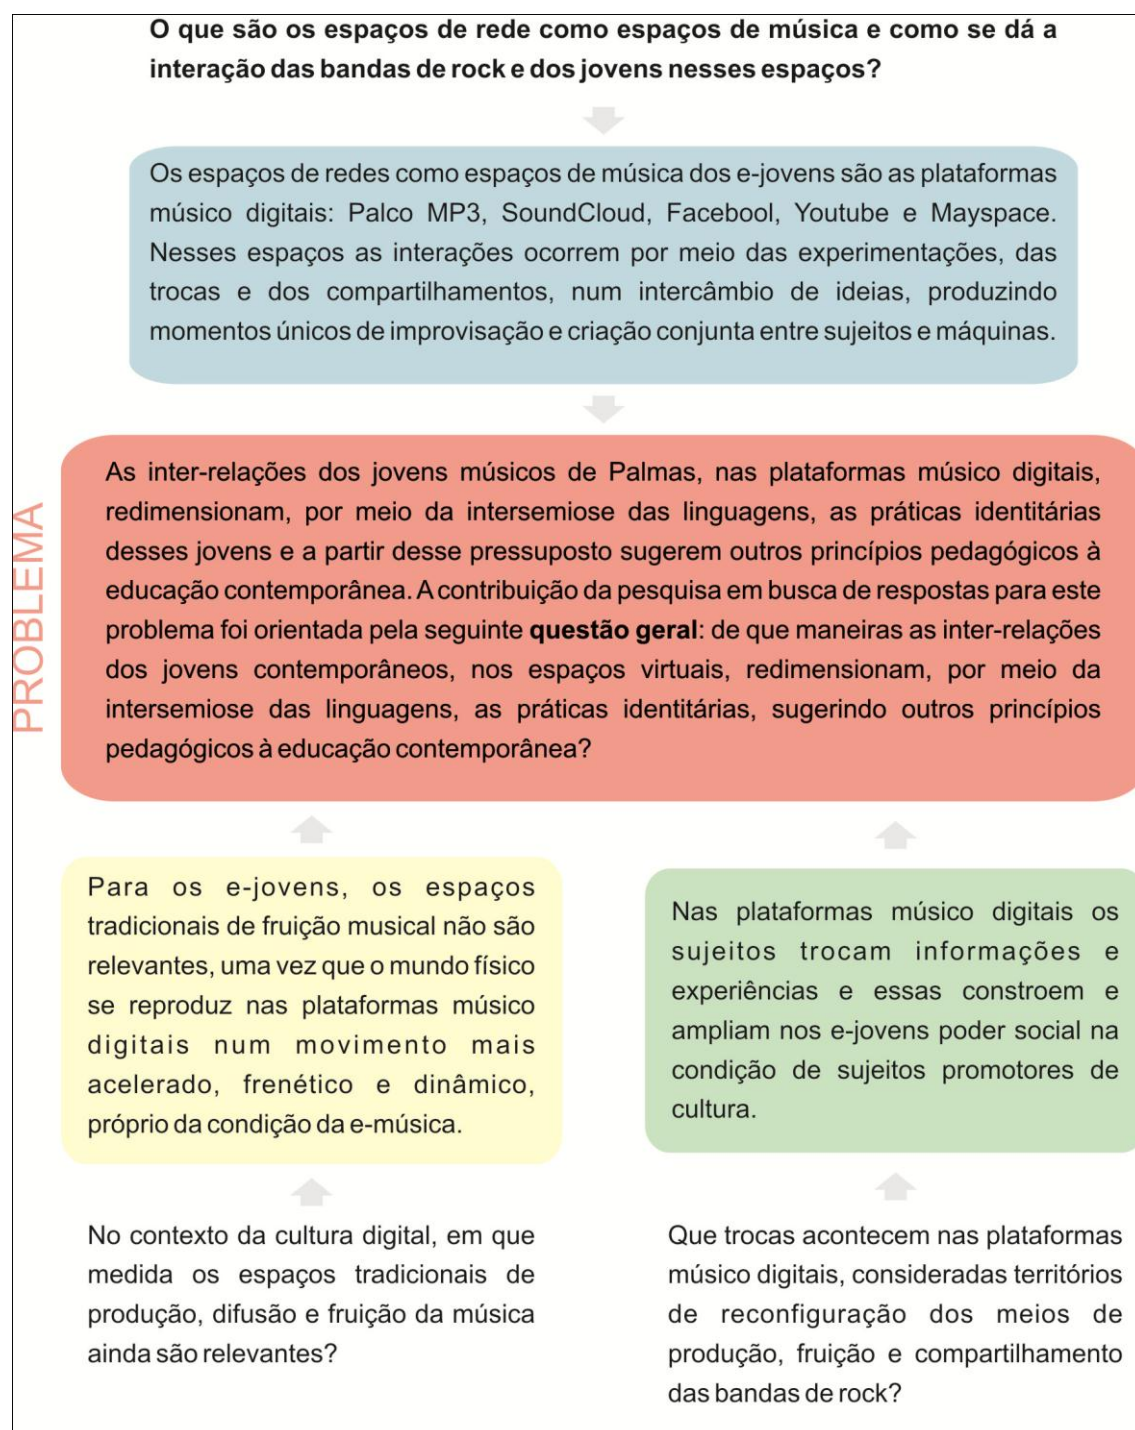 O que são os espaços de rede como espaços de música e como se dá a
interação das bandas de rock e dos jovens nesses espaços?
Os espaços de redes como espaços de música dos e-jovens são as plataformas
músico digitais: Palco MP3, SoundCloud, Facebool, Youtube e Mayspace.
Nesses espaços as interações ocorrem por meio das experimentações, das
trocas e dos compartilhamentos, num intercâmbio de ideias, produzindo
momentos únicos de improvisação e criação conjunta entre sujeitos e máquinas.
PROBLEMA
As inter-relações dos jovens músicos de Palmas, nas plataformas músico digitais,
redimensionam, por meio da intersemiose das linguagens, as práticas identitárias
desses jovens e a partir desse pressuposto sugerem outros princípios pedagógicos à
educação contemporânea. A contribuição da pesquisa em busca de respostas para este
problema foi orientada pela seguinte questão geral: de que maneiras as inter-relações
dos jovens contemporâneos, nos espaços virtuais, redimensionam, por meio da
intersemiose das linguagens, as práticas identitárias, sugerindo outros princípios
pedagógicos à educação contemporânea?
Para os e-jovens, os espaços
tradicionais de fruição musical não são
relevantes, uma vez que o mundo físico
se reproduz nas plataformas músico
digitais num movimento mais
acelerado, frenético e dinâmico,
próprio da condição da e-música.
Nas plataformas músico digitais os
sujeitos trocam informações e
experiências e essas constroem e
ampliam nos e-jovens poder social na
condição de sujeitos promotores de
cultura.
No contexto da cultura digital, em que
medida os espaços tradicionais de
produção, difusão e fruição da música
ainda são relevantes?
Que trocas acontecem nas plataformas
músico digitais, consideradas territórios
de reconfiguração dos meios de
produção, fruição e compartilhamento
das bandas de rock?